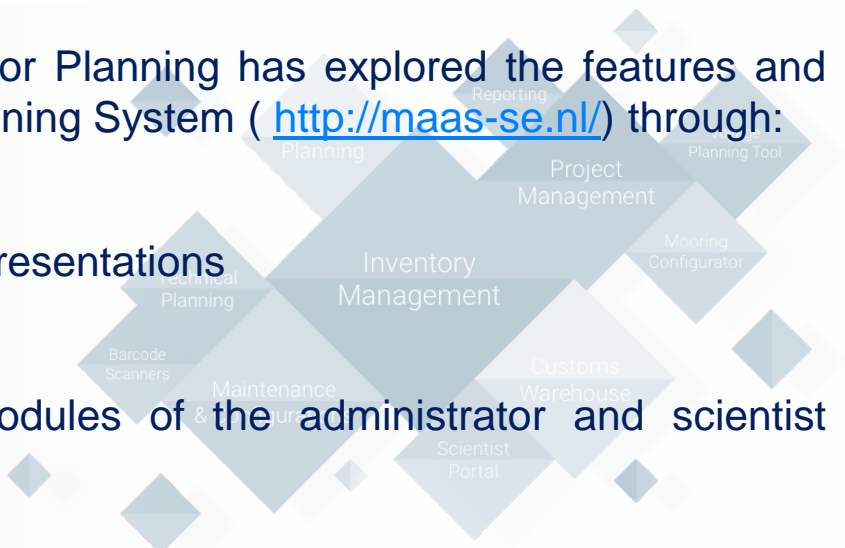 or Planning has explored the features and
ning System ( http://maas-se.nl/) through:
resentations
odules of the administrator and scientist
Reporting
Planning
Planning Tool
Project
Management
Mooring
Configurator
Inventory
Management
Technical
Planning
Barcode
Scanners
Maintenance
&
Customs
Warehouse
Scientist
Portal